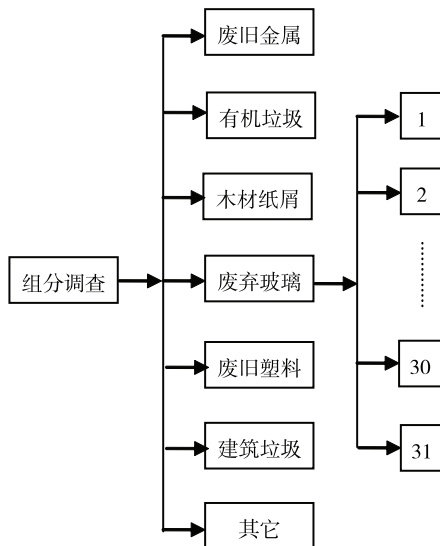 废旧金属
有机垃圾
木材纸屑
组分调查
废弃玻璃
废旧塑料
建筑垃圾
其它
1
2
30
31